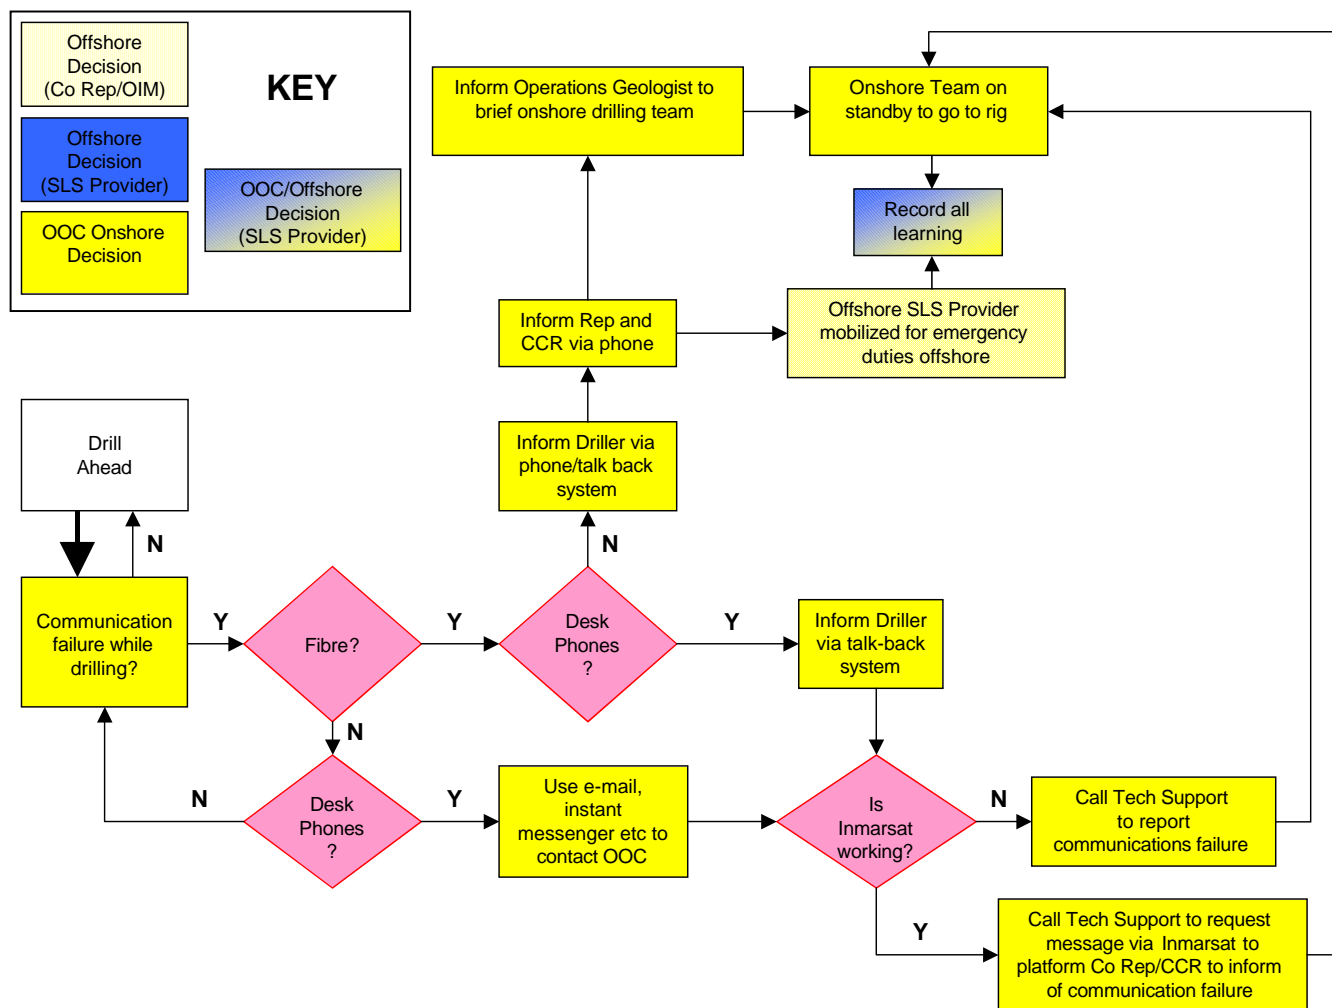 Offshore
Decision
(Co Rep/OIM)
KEY
Offshore
Decision
(SLS Provider)
OOC/Offshore
Decision
(SLS Provider)
OOC Onshore
Decision
Inform Operations Geologist to
brief onshore drilling team
Onshore Team on
standby to go to rig
Record all
learning
Inform Rep and
CCR via phone
Offshore SLS Provider
mobilized for emergency
duties offshore
Drill
Ahead
Inform Driller via
phone/talk back
system
N
N
Communication
failure while
drilling?
Y
Fibre?
Y
Desk
Phones
?
Y
Inform Driller
via talk-back
system
N
N
Desk
Phones
?
Y
Use e-mail,
instant
messenger etc to
contact OOC
Is
Inmarsat
working?
N
Call Tech Support
to report
communications failure
Y
Call Tech Support to request
message via Inmarsat to
platform Co Rep/CCR to inform
of communication failure